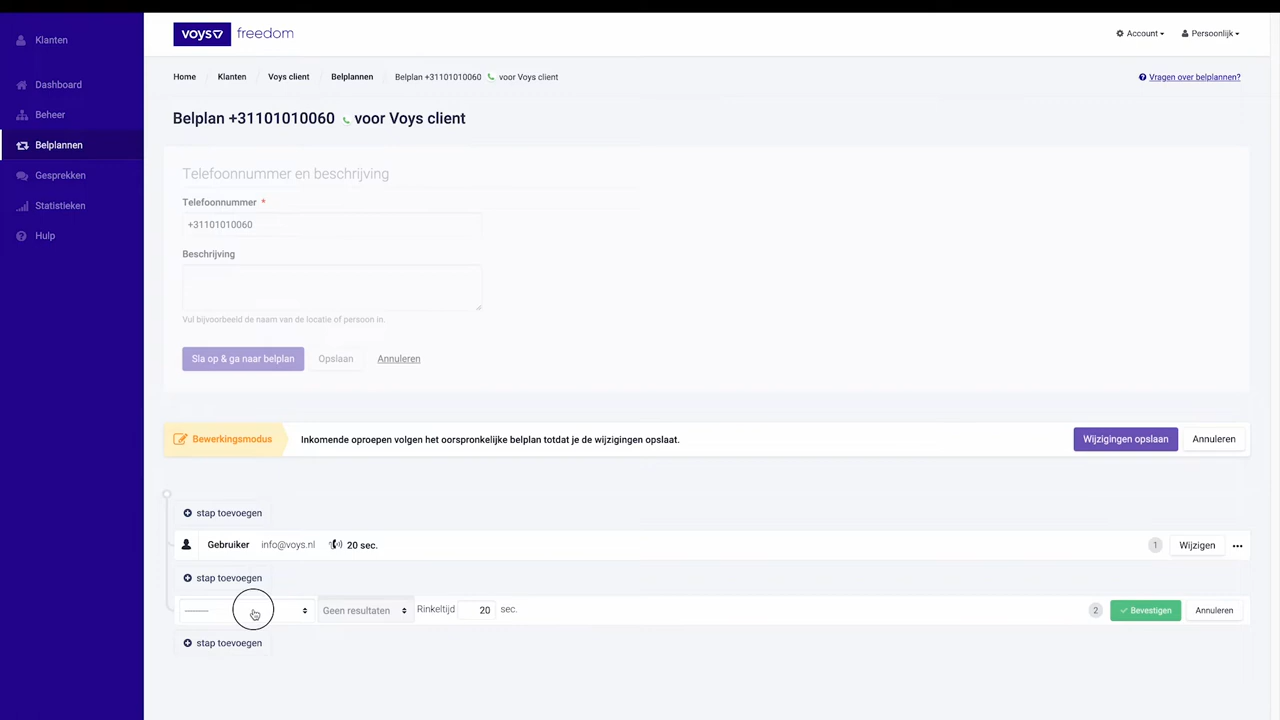 voys freedom
Account
Persoonlijk
Klanten
Dashboard
Beheer
Belplannen
Gesprekken
Statistieken
Hulp
Home Klanten Voys client Belplannen Belplan +31101010060 voor Voys client
Vragen over belplannen?
Belplan +31101010060 voor Voys client
Telefoonnummer en beschrijving
Telefoonnummer *
+31101010060
Beschrijving
Vul bijvoorbeeld de naam van de locatie of persoon in.
Sla op & ga naar belplan Opslaan Annuleren
Bewerkingsmodus Inkomende oproepen volgen het oorspronkelijke belplan totdat je de wijzigingen opslaat. Wijzigingen opslaan Annuleren
stap toevoegen
Gebruiker info@voys.nl 20 sec. 1 Wijzigen •••
stap toevoegen
--------- Geen resultaten Rinkeltijd 20 sec. 2 Bevestigen Annuleren
stap toevoegen